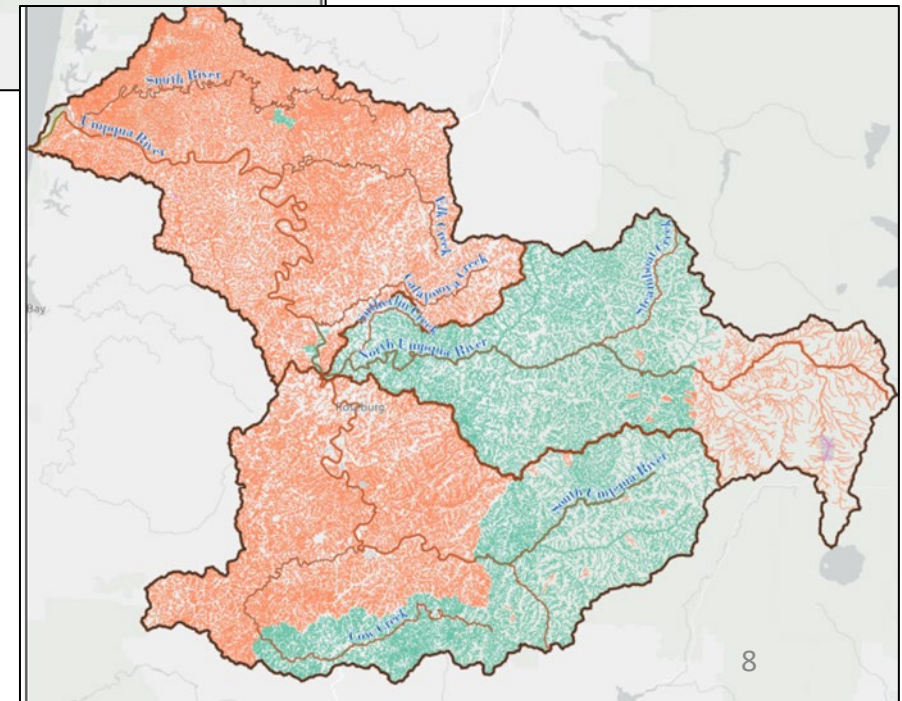 Smith River
Umpqua River
Elk Creek
Calapooya Creek
Steamboat Creek
Sutherlin Creek
North Umpqua River
Bay
Roseburg
South Umpqua River
Cow Creek
8